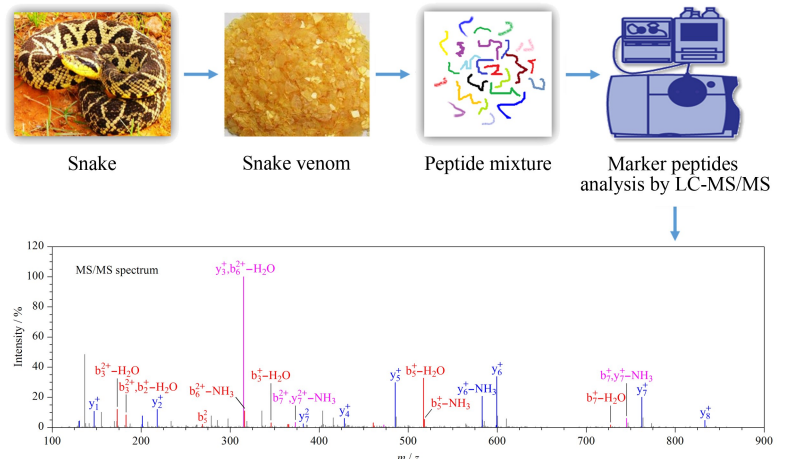 Snake
Snake venom
Peptide mixture
Marker peptides
analysis by LC-MS/MS
MS/MS spectrum
Intensity / %
120
100
80
60
40
20
0
y₃⁺,b₆²⁺−H₂O
b₃²⁺−H₂O
b₃²⁺,b₂⁺−H₂O
y₁⁺
y₂⁺
b₅²
b₆²⁺−NH₃
b₃⁺−H₂O
b₇²⁺,y₇²⁺−NH₃
y₇²
y₄⁺
y₅⁺
b₅⁺−H₂O
b₅⁺−NH₃
y₆⁺−NH₃
y₆⁺
b₇⁺,y₇⁺−NH₃
b₇⁺−H₂O
y₇⁺
y₈⁺
100
200
300
400
500
600
700
800
900
m / z